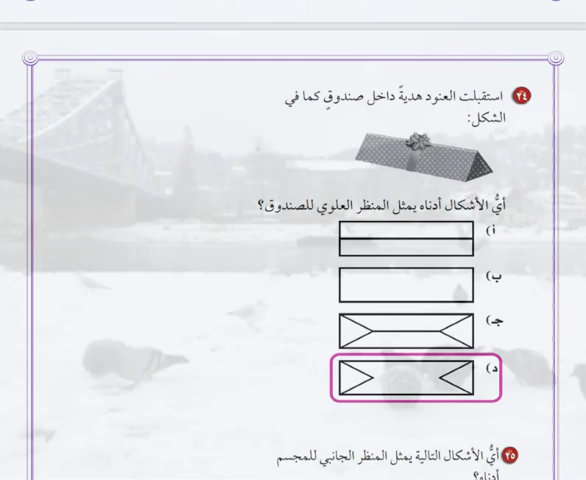 ٢٤ استقبلت العنود هديةً داخل صندوقٍ كما في
الشكل:
أيُّ الأشكال أدناه يمثل المنظر العلوي للصندوق؟
أ)
ب)
جـ)
د)
٢٥ أيُّ الأشكال التالية يمثل المنظر الجانبي للمجسم
أدناه؟